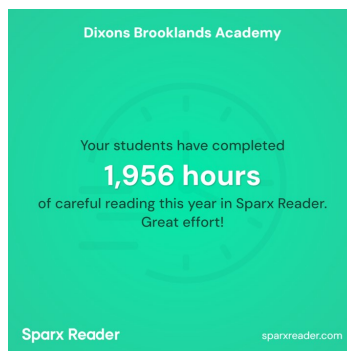 Dixons Brooklands Academy
Your students have completed
1,956 hours
of careful reading this year in Sparx Reader.
Great effort!
Sparx Reader
sparxreader.com